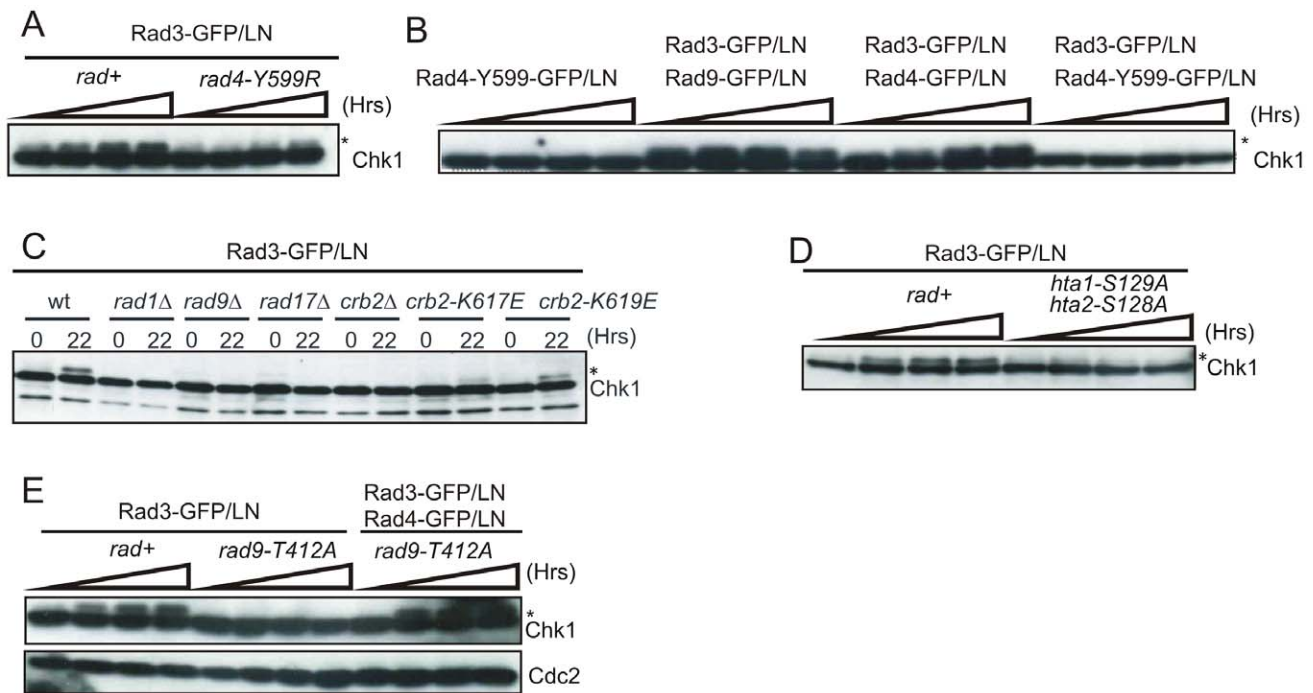 A
Rad3-GFP/LN
rad+ rad4-Y599R
(Hrs)
*
Chk1
B
Rad3-GFP/LN Rad3-GFP/LN Rad3-GFP/LN
Rad4-Y599-GFP/LN Rad9-GFP/LN Rad4-GFP/LN Rad4-Y599-GFP/LN
(Hrs)
*
Chk1
C
Rad3-GFP/LN
wt rad1Δ rad9Δ rad17Δ crb2Δ crb2-K617E crb2-K619E
0 22 0 22 0 22 0 22 0 22 0 22 0 22 (Hrs)
*
Chk1
D
Rad3-GFP/LN
rad+ hta1-S129A
hta2-S128A
(Hrs)
*Chk1
E
Rad3-GFP/LN Rad3-GFP/LN
Rad4-GFP/LN
rad+ rad9-T412A rad9-T412A
(Hrs)
*
Chk1
Cdc2